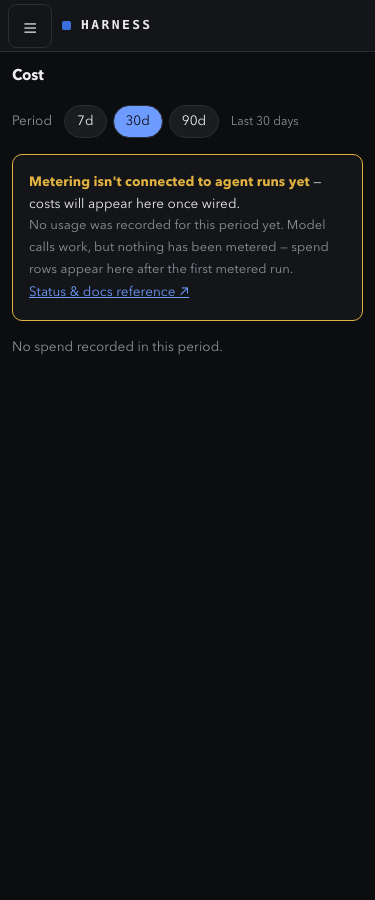 HARNESS
Cost
Period 7d 30d 90d Last 30 days
Metering isn't connected to agent runs yet —
costs will appear here once wired.
No usage was recorded for this period yet. Model
calls work, but nothing has been metered — spend
rows appear here after the first metered run.
Status & docs reference ↗
No spend recorded in this period.